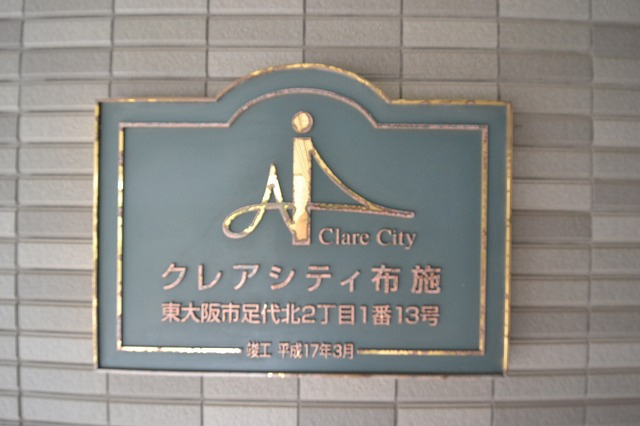 Clare City
クレアシティ布施
東大阪市足代北2丁目1番13号
竣工 平成17年3月